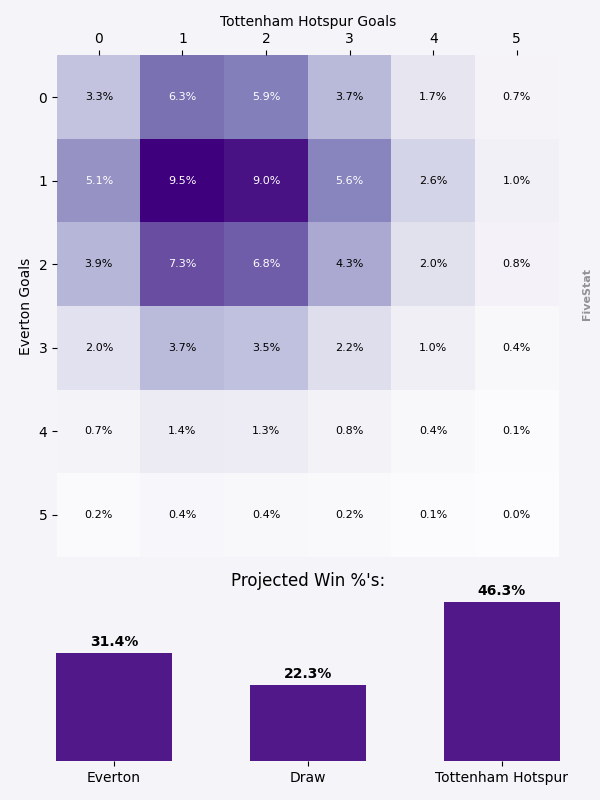 Tottenham Hotspur Goals
0 1 2 3 4 5
0 3.3% 6.3% 5.9% 3.7% 1.7% 0.7%
1 5.1% 9.5% 9.0% 5.6% 2.6% 1.0%
2 3.9% 7.3% 6.8% 4.3% 2.0% 0.8%
3 2.0% 3.7% 3.5% 2.2% 1.0% 0.4%
4 0.7% 1.4% 1.3% 0.8% 0.4% 0.1%
5 0.2% 0.4% 0.4% 0.2% 0.1% 0.0%
Everton Goals
FiveStat
Projected Win %'s:
31.4% 22.3% 46.3%
Everton Draw Tottenham Hotspur